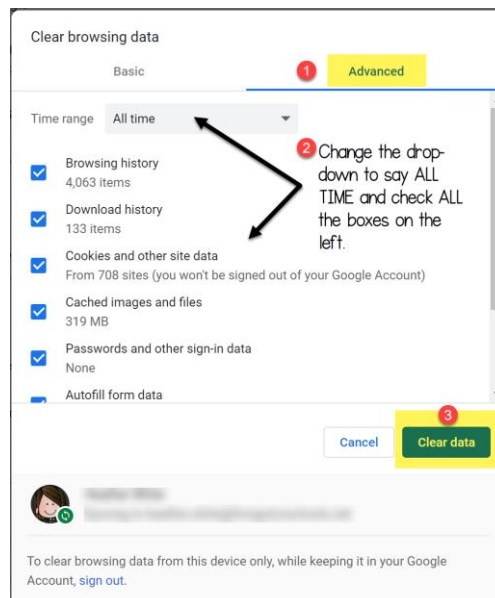 Clear browsing data
Basic
1
Advanced
Time range
All time
2
Change the drop-
down to say ALL
TIME and check ALL
the boxes on the
left.
Browsing history
4,063 items
Download history
133 items
Cookies and other site data
From 708 sites (you won't be signed out of your Google Account)
Cached images and files
319 MB
Passwords and other sign-in data
None
Autofill form data
3
Cancel
Clear data
To clear browsing data from this device only, while keeping it in your Google
Account, sign out.